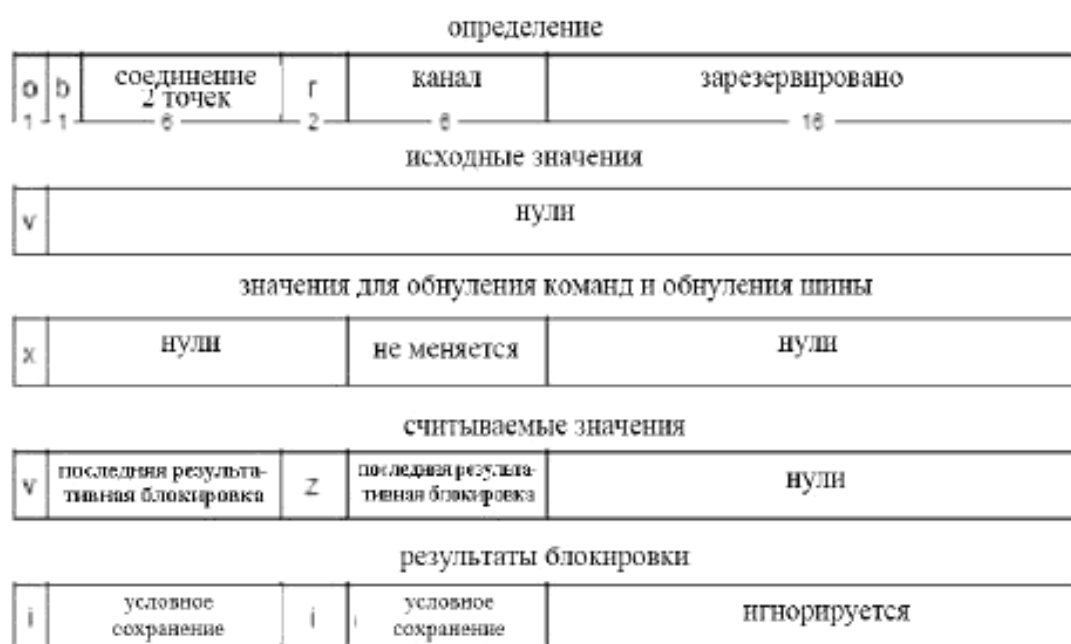 определение
o b соединение 2 точек r канал зарезервировано
1 1 6 2 6 16
исходные значения
v нули
значения для обнуления команд и обнуления шины
x нули не меняется нули
считываемые значения
v последняя результа-тивная блокировка z последняя результа-тивная блокировка нули
результаты блокировки
i условное сохранение i условное сохранение игнорируется